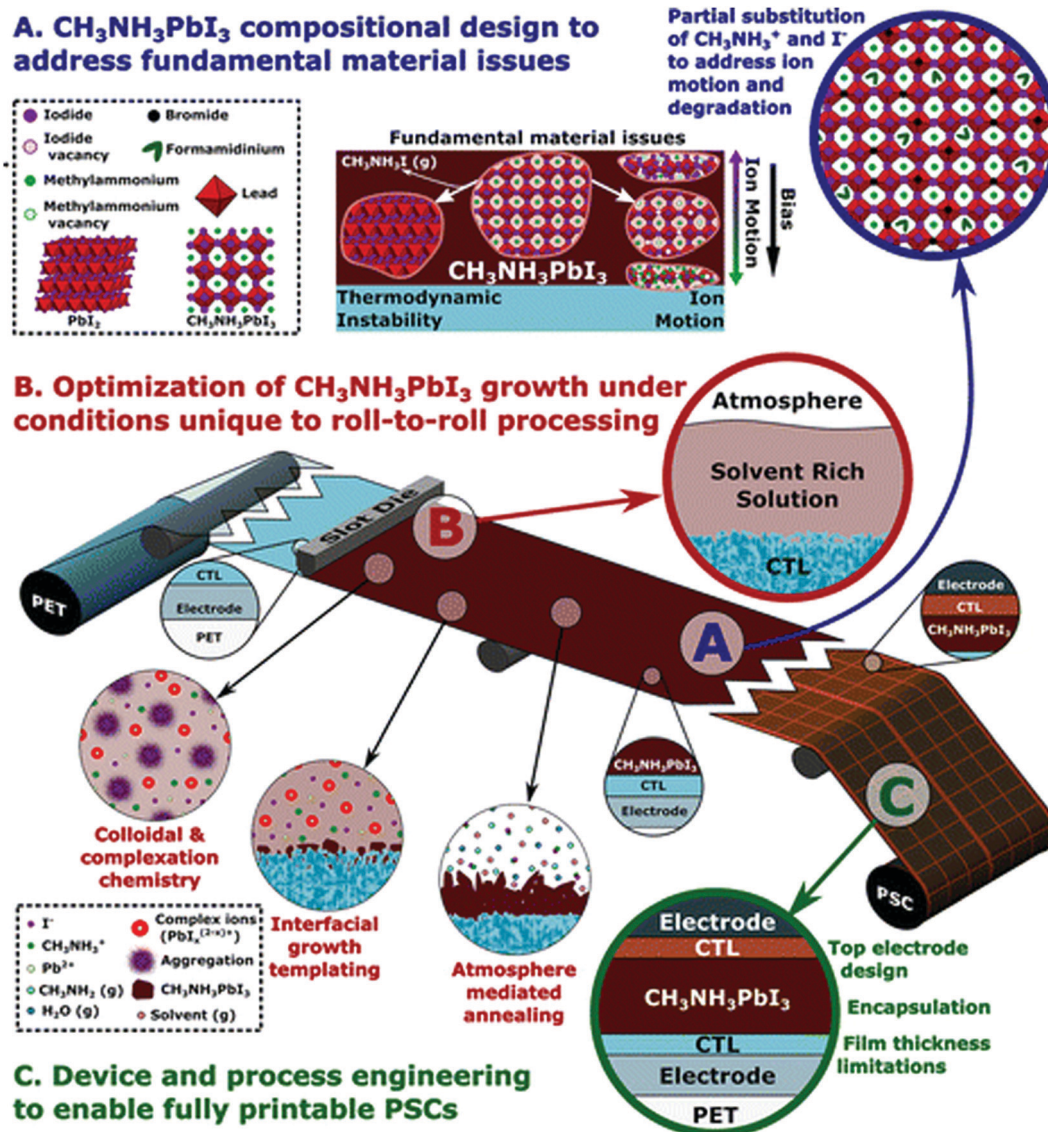 A. CH₃NH₃PbI₃ compositional design to
address fundamental material issues
Partial substitution
of CH₃NH₃⁺ and I⁻
to address ion
motion and
degradation
Iodide
Iodide
vacancy
Methylammonium
Methylammonium
vacancy
Bromide
Formamidinium
Lead
PbI₂
CH₃NH₃PbI₃
Fundamental material issues
CH₃NH₃I (g)
CH₃NH₃PbI₃
Thermodynamic
Instability
Ion
Motion
Ion Motion
Bias
B. Optimization of CH₃NH₃PbI₃ growth under
conditions unique to roll-to-roll processing
Atmosphere
Solvent Rich
Solution
CTL
Slot Die
B
PET
CTL
Electrode
PET
A
Electrode
CTL
CH₃NH₃PbI₃
CH₃NH₃PbI₃
CTL
Electrode
C
PSC
Colloidal &
complexation
chemistry
Interfacial
growth
templating
Atmosphere
mediated
annealing
I⁻
CH₃NH₃⁺
Pb²⁺
CH₃NH₂ (g)
H₂O (g)
Complex ions
(PbIₓ⁽²⁻ˣ⁾⁺)
Aggregation
CH₃NH₃PbI₃
Solvent (g)
Electrode
CTL
CH₃NH₃PbI₃
CTL
Electrode
PET
Top electrode
design
Encapsulation
Film thickness
limitations
C. Device and process engineering
to enable fully printable PSCs